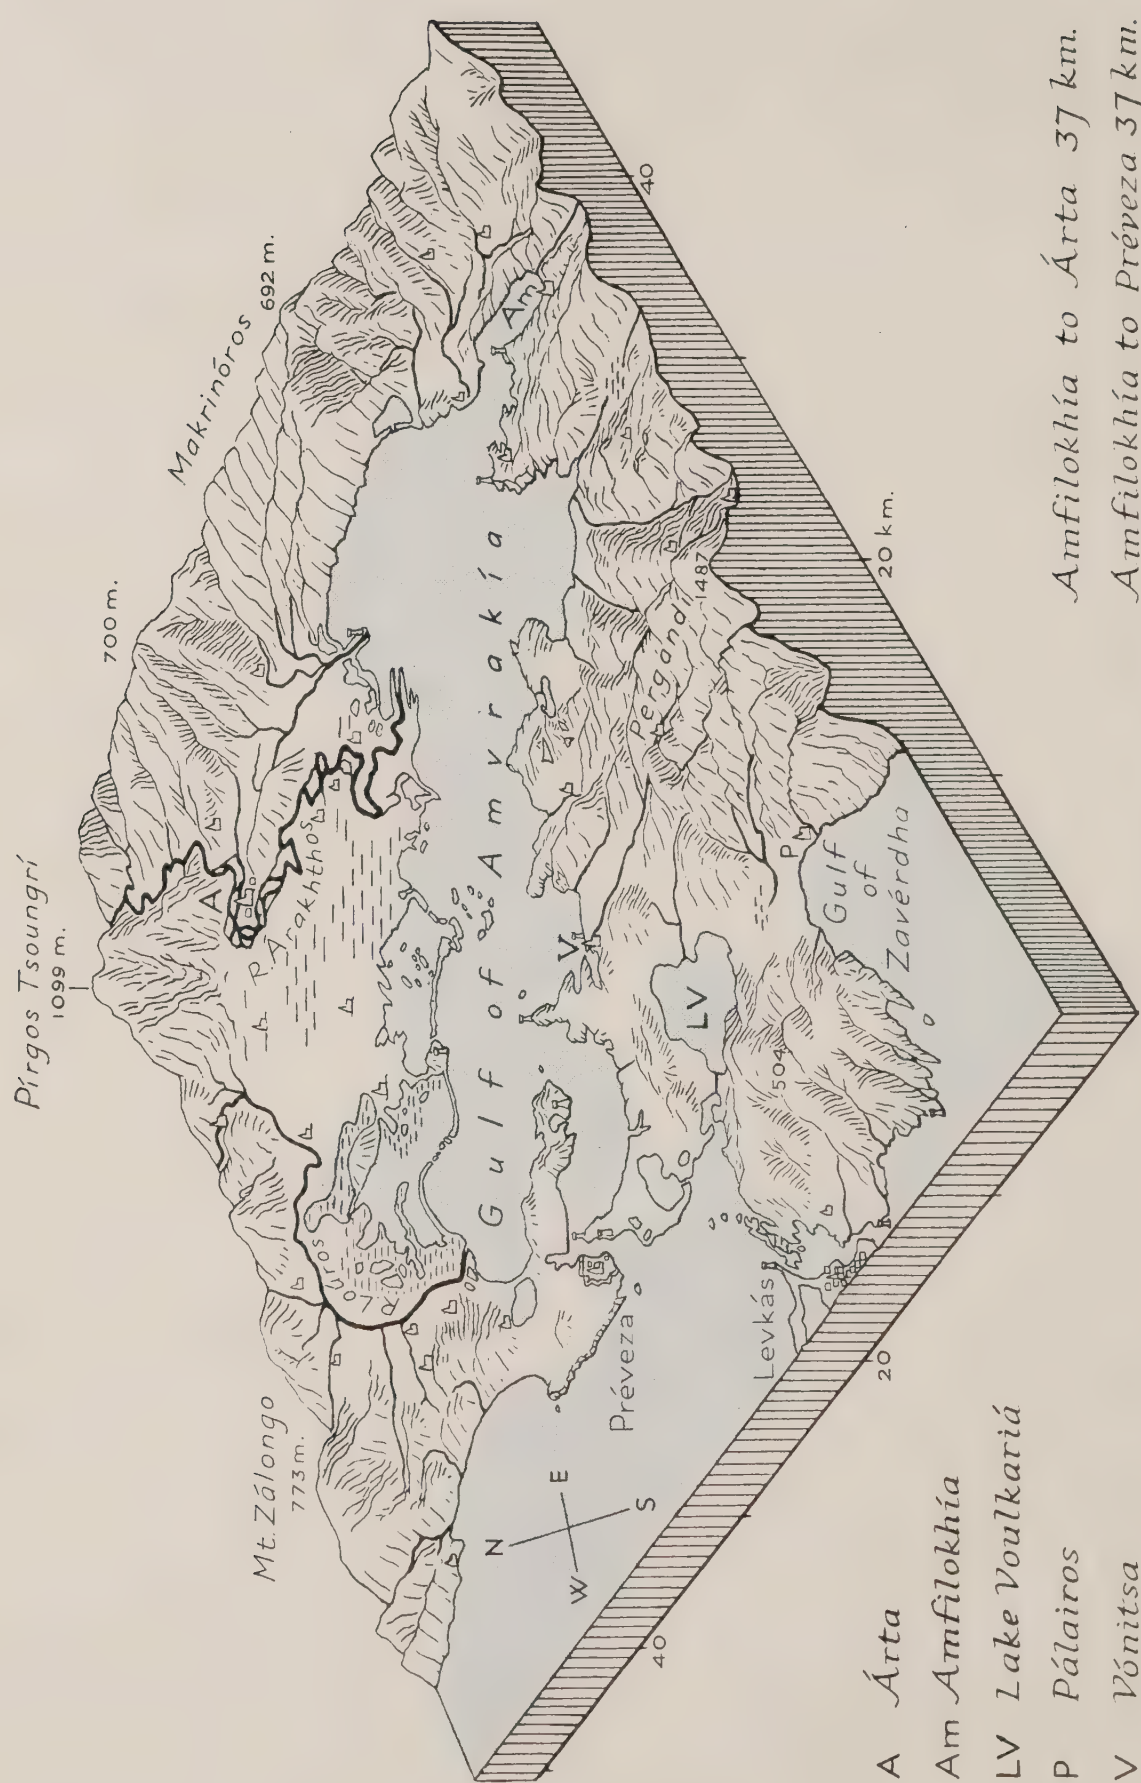 Pírgos Tsoungrí
1099 m.
700 m.
Makrinóros 692 m.
Mt. Zálongo
773 m.
A
R. Arakhthos
R. Loúros
Am
Gulf of Amvrakía
N
W E
S
Préveza
V
LV
Pergand
1487
504
P
Levkás
Gulf
of
Zavérdha
40
20
20 km.
40
A Árta
Am Amfilokhía
LV Lake Voulkariá
P Pálairos
V Vónitsa
Amfilokhía to Árta 37 km.
Amfilokhía to Préveza 37 km.